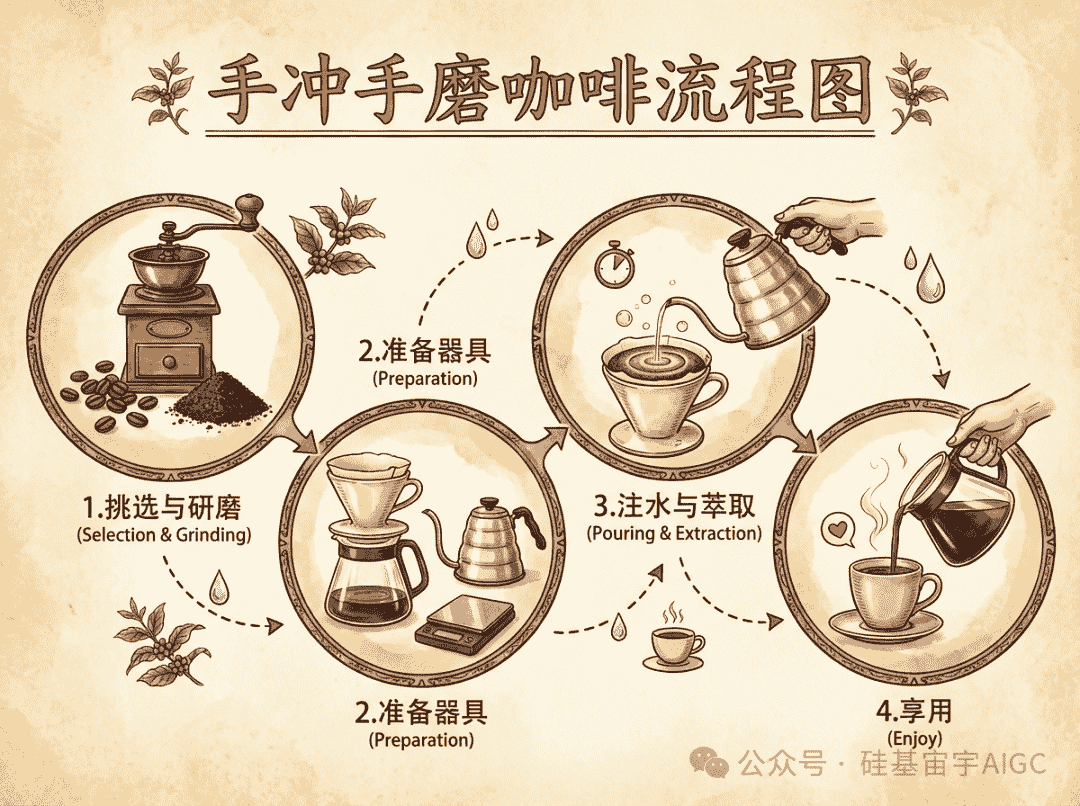 手冲手磨咖啡流程图
2.准备器具
(Preparation)
1.挑选与研磨
(Selection & Grinding)
3.注水与萃取
(Pouring & Extraction)
2.准备器具
(Preparation)
4.享用
(Enjoy)
公众号 · 硅基宙宇AIGC